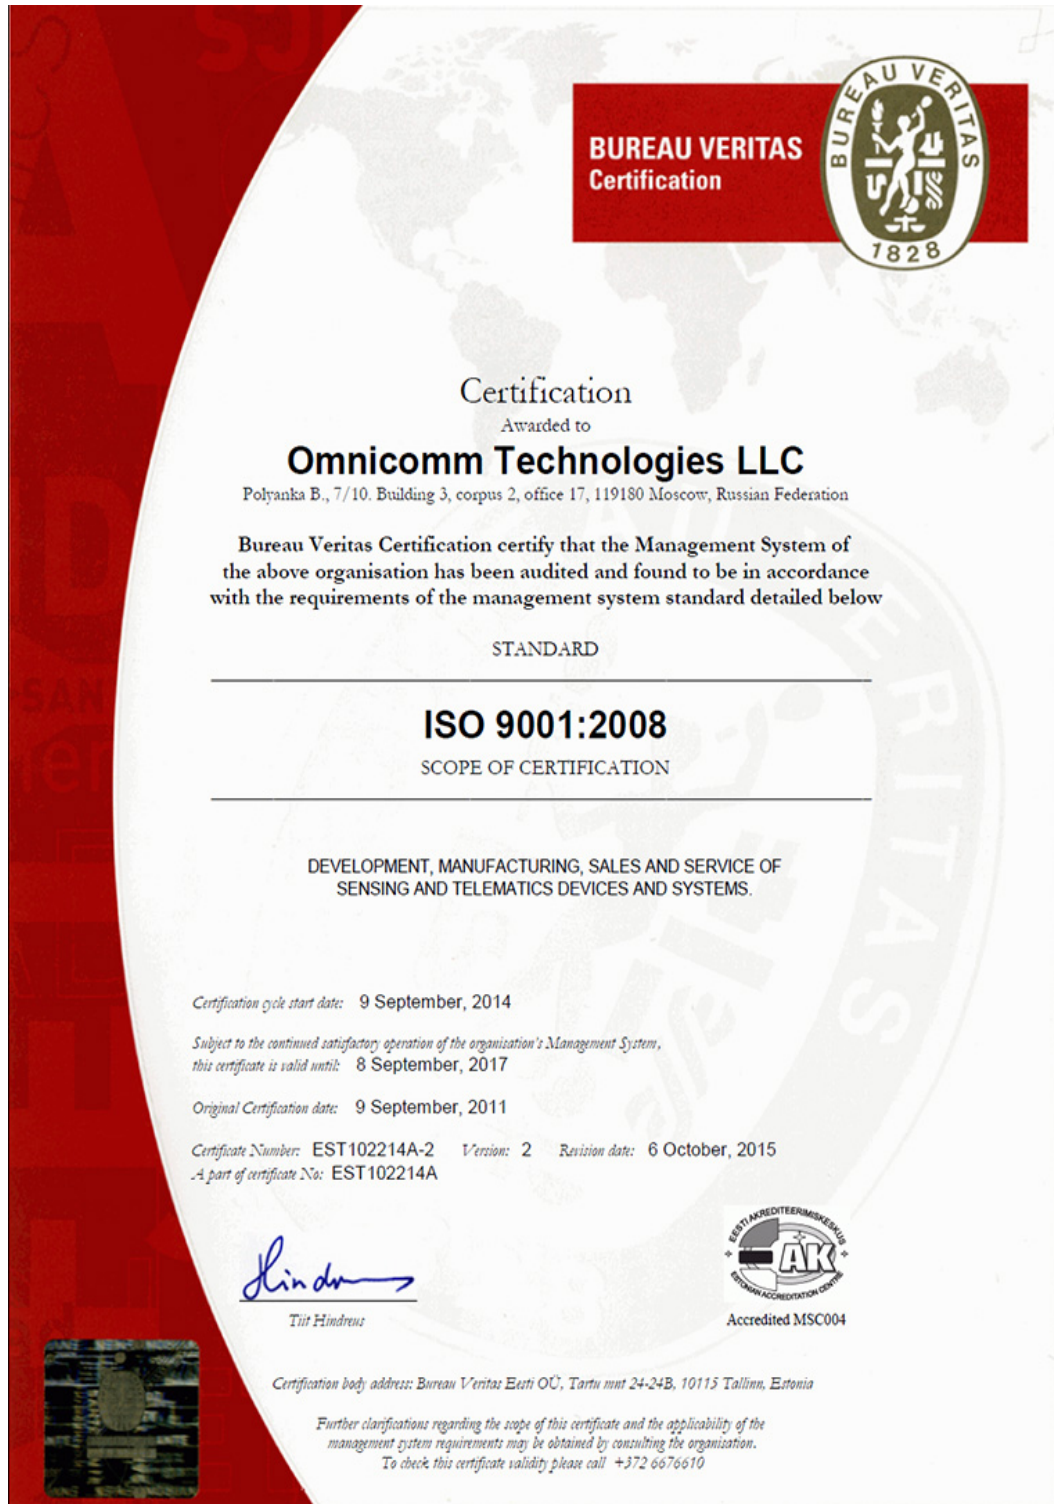 BUREAU VERITAS
Certification
BUREAU VERITAS
1828
Certification
Awarded to
Omnicomm Technologies LLC
Polyanka B., 7/10. Building 3, corpus 2, office 17, 119180 Moscow, Russian Federation
Bureau Veritas Certification certify that the Management System of
the above organisation has been audited and found to be in accordance
with the requirements of the management system standard detailed below
STANDARD
ISO 9001:2008
SCOPE OF CERTIFICATION
DEVELOPMENT, MANUFACTURING, SALES AND SERVICE OF
SENSING AND TELEMATICS DEVICES AND SYSTEMS.
Certification cycle start date: 9 September, 2014
Subject to the continued satisfactory operation of the organisation's Management System,
this certificate is valid until: 8 September, 2017
Original Certification date: 9 September, 2011
Certificate Number: EST102214A-2 Version: 2 Revision date: 6 October, 2015
A part of certificate No: EST102214A
EESTI AKREDITEERIMISKESKUS
AK
ESTONIAN ACCREDITATION CENTRE
Accredited MSC004
Tiit Hindreus
Certification body address: Bureau Veritas Eesti OÜ, Tartu mnt 24-24B, 10115 Tallinn, Estonia
Further clarifications regarding the scope of this certificate and the applicability of the
management system requirements may be obtained by consulting the organisation.
To check this certificate validity please call +372 6676610